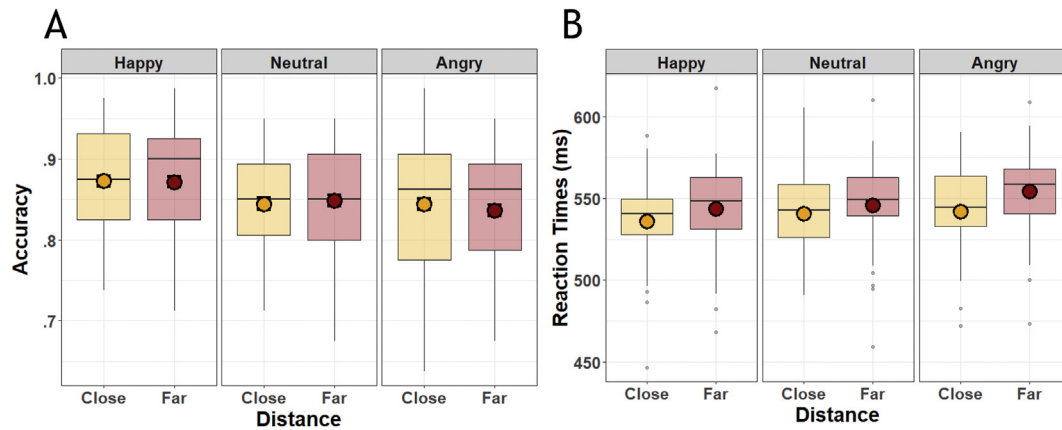 A
Happy Neutral Angry
Accuracy
1.0
.9
.8
.7
Close Far Close Far Close Far
Distance
B
Happy Neutral Angry
Reaction Times (ms)
600
550
500
450
Close Far Close Far Close Far
Distance